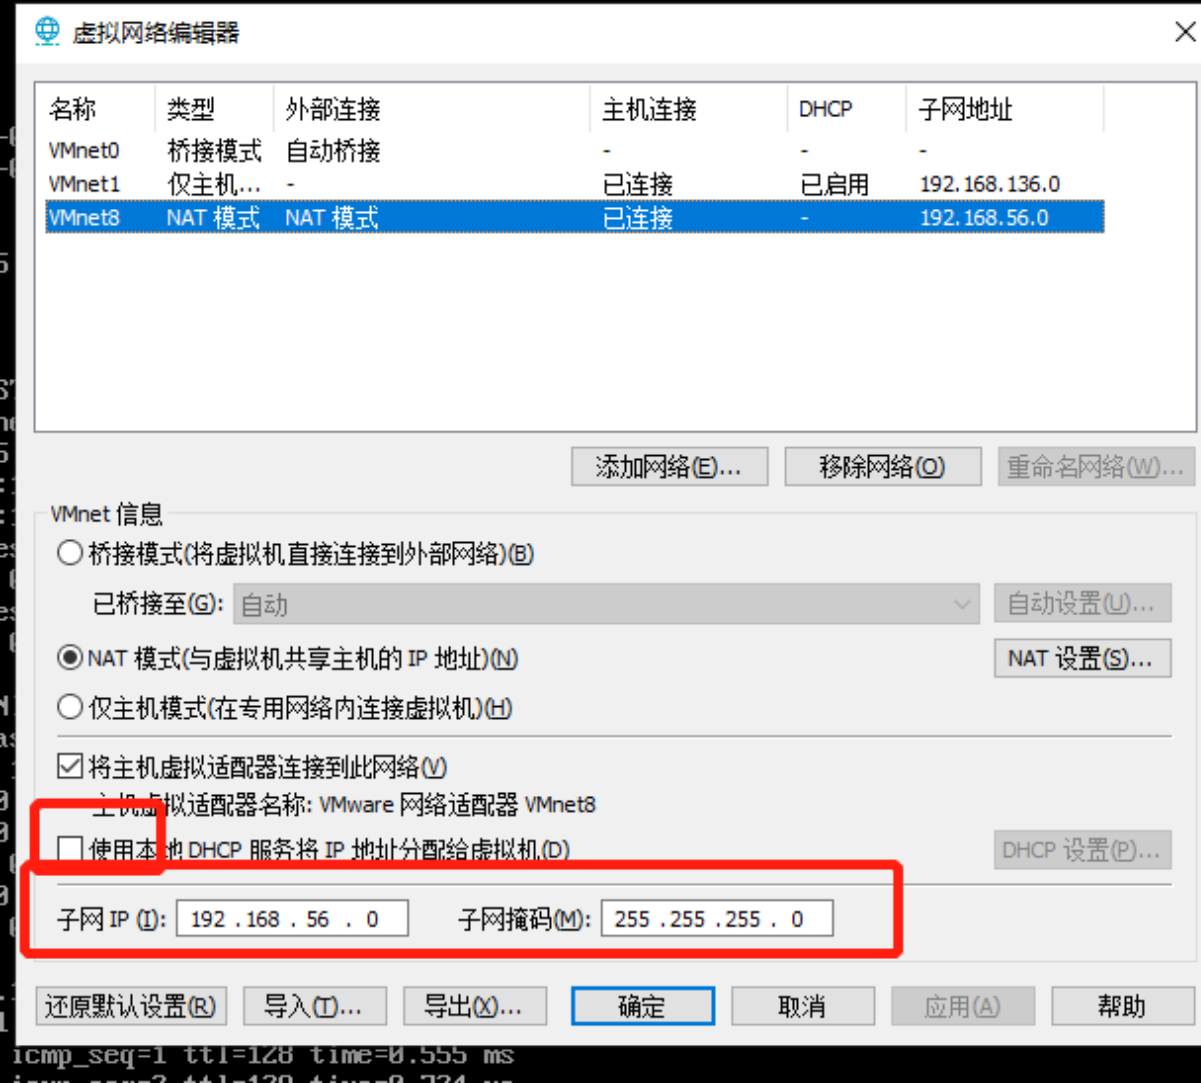 虚拟网络编辑器
名称 类型 外部连接 主机连接 DHCP 子网地址
VMnet0 桥接模式 自动桥接 - - -
VMnet1 仅主机... - 已连接 已启用 192.168.136.0
VMnet8 NAT 模式 NAT 模式 已连接 - 192.168.56.0
添加网络(E)... 移除网络(O) 重命名网络(W)...
VMnet 信息
桥接模式(将虚拟机直接连接到外部网络)(B)
已桥接至(G): 自动 自动设置(U)...
NAT 模式(与虚拟机共享主机的 IP 地址)(N) NAT 设置(S)...
仅主机模式(在专用网络内连接虚拟机)(H)
将主机虚拟适配器连接到此网络(V)
主机虚拟适配器名称: VMware 网络适配器 VMnet8
使用本地 DHCP 服务将 IP 地址分配给虚拟机(D) DHCP 设置(P)...
子网 IP (I): 192 . 168 . 56 . 0 子网掩码(M): 255 . 255 . 255 . 0
还原默认设置(R) 导入(T)... 导出(X)... 确定 取消 应用(A) 帮助
icmp_seq=1 ttl=128 time=0.555 ms